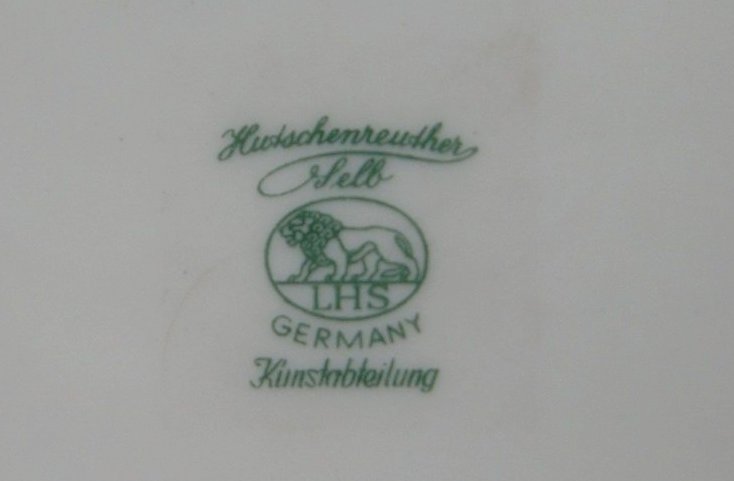 Hutschenreuther
Selb
LHS
GERMANY
Kunstabteilung